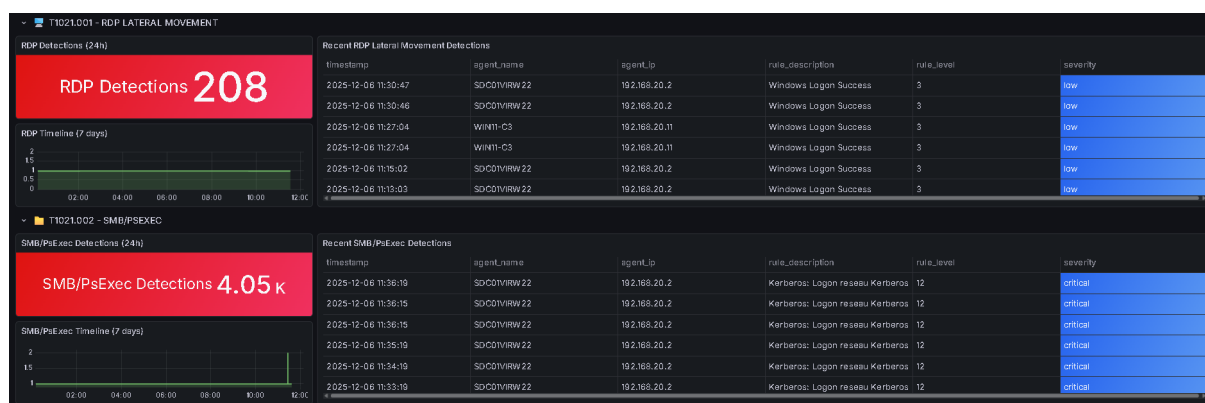 T1021.001 - RDP LATERAL MOVEMENT
RDP Detections (24h)
RDP Detections 208
RDP Timeline (7 days)
2
1.5
1
0.5
0
02:00 04:00 06:00 08:00 10:00 12:00
Recent RDP Lateral Movement Detections
timestamp agent_name agent_ip rule_description rule_level severity
2025-12-06 11:30:47 SDC01VIRW22 192.168.20.2 Windows Logon Success 3 low
2025-12-06 11:30:46 SDC01VIRW22 192.168.20.2 Windows Logon Success 3 low
2025-12-06 11:27:04 WIN11-C3 192.168.20.11 Windows Logon Success 3 low
2025-12-06 11:27:04 WIN11-C3 192.168.20.11 Windows Logon Success 3 low
2025-12-06 11:15:02 SDC01VIRW22 192.168.20.2 Windows Logon Success 3 low
2025-12-06 11:13:03 SDC01VIRW22 192.168.20.2 Windows Logon Success 3 low
T1021.002 - SMB/PSEXEC
SMB/PsExec Detections (24h)
SMB/PsExec Detections 4.05 K
SMB/PsExec Timeline (7 days)
2
1.5
1
02:00 04:00 06:00 08:00 10:00 12:00
Recent SMB/PsExec Detections
timestamp agent_name agent_ip rule_description rule_level severity
2025-12-06 11:36:19 SDC01VIRW22 192.168.20.2 Kerberos: Logon reseau Kerberos 12 critical
2025-12-06 11:36:15 SDC01VIRW22 192.168.20.2 Kerberos: Logon reseau Kerberos 12 critical
2025-12-06 11:36:15 SDC01VIRW22 192.168.20.2 Kerberos: Logon reseau Kerberos 12 critical
2025-12-06 11:35:19 SDC01VIRW22 192.168.20.2 Kerberos: Logon reseau Kerberos 12 critical
2025-12-06 11:34:19 SDC01VIRW22 192.168.20.2 Kerberos: Logon reseau Kerberos 12 critical
2025-12-06 11:33:19 SDC01VIRW22 192.168.20.2 Kerberos: Logon reseau Kerberos 12 critical